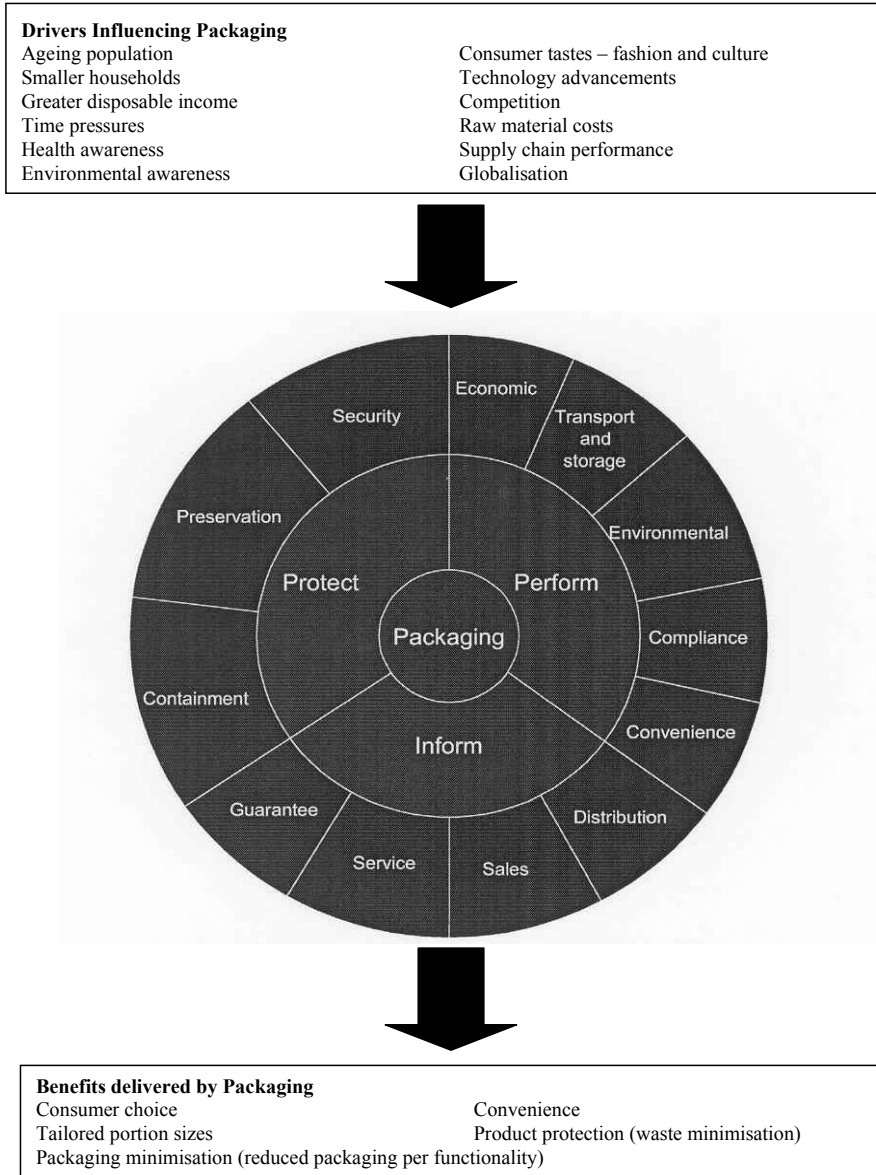 Drivers Influencing Packaging
Ageing population
Smaller households
Greater disposable income
Time pressures
Health awareness
Environmental awareness
Consumer tastes – fashion and culture
Technology advancements
Competition
Raw material costs
Supply chain performance
Globalisation
Economic
Security
Transport
and
storage
Preservation
Environmental
Protect
Perform
Packaging
Compliance
Containment
Convenience
Inform
Guarantee
Distribution
Service
Sales
Benefits delivered by Packaging
Consumer choice
Tailored portion sizes
Convenience
Product protection (waste minimisation)
Packaging minimisation (reduced packaging per functionality)